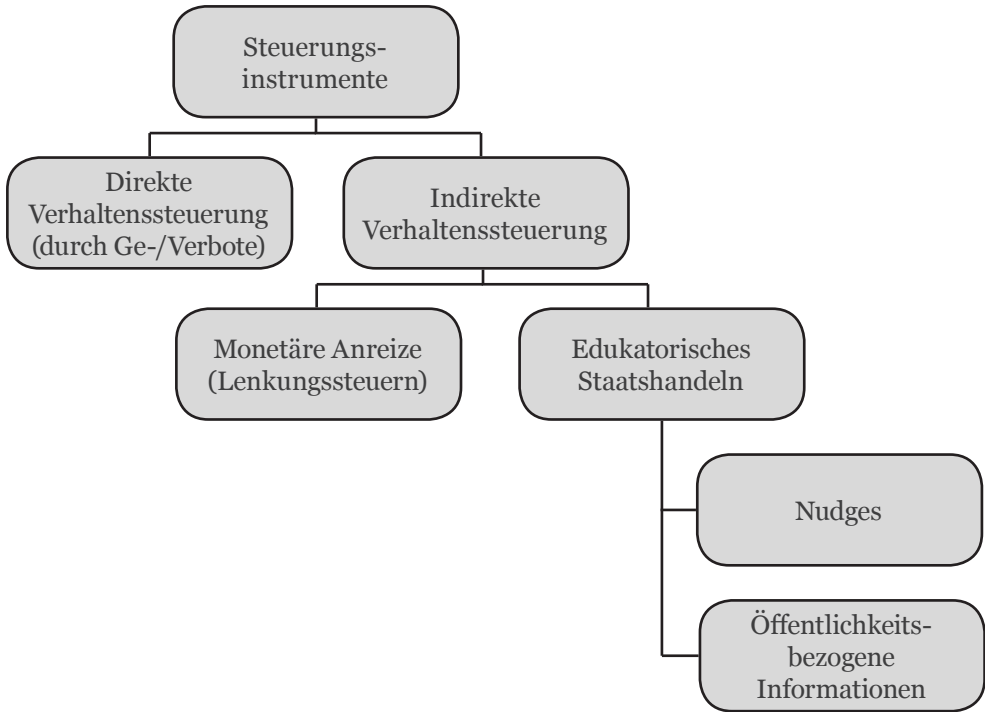 Steuerungs-
instrumente
Direkte
Verhaltenssteuerung
(durch Ge-/Verbote)
Indirekte
Verhaltenssteuerung
Monetäre Anreize
(Lenkungssteuern)
Edukatorisches
Staatshandeln
Nudges
Öffentlichkeits-
bezogene
Informationen